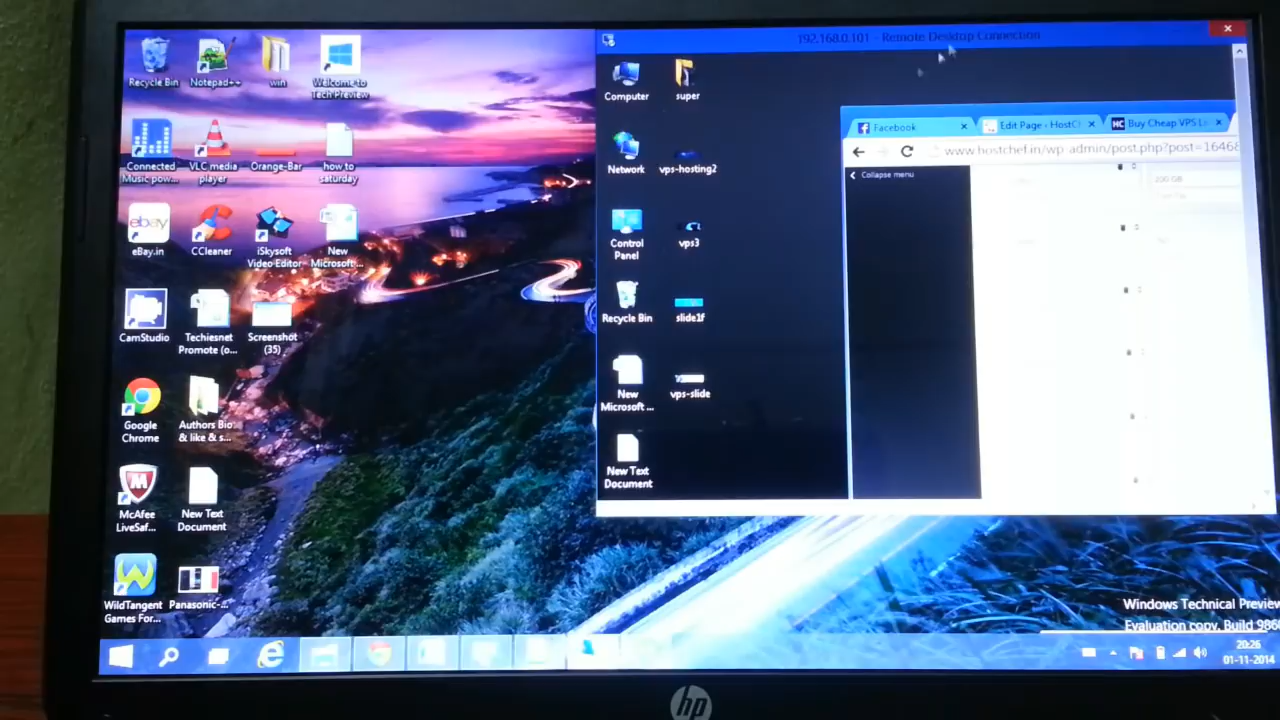 Recycle Bin
Notepad++
win
Welcome to
Tech Preview
Connected
Music pow...
VLC media
player
Orange-Bar
how to
saturday
ebay
eBay.in
CCleaner
iSkysoft
Video Editor
New
Microsoft...
CamStudio
Techiesnet
Promote (o...
Screenshot
(35)
Google
Chrome
Authors Bio
& like & s...
McAfee
LiveSaf...
New Text
Document
WildTangent
Games For...
Panasonic-...
192.168.0.101 - Remote Desktop Connection
Computer
super
Network
vps-hosting2
Control
Panel
vps3
Recycle Bin
slide1f
New
Microsoft ...
vps-slide
New Text
Document
Facebook
Edit Page ‹ HostC
HC
Buy Cheap VPS
www.hostchef.in/wp-admin/post.php?post=16468
Collapse menu
200 GB
Windows Technical Preview
Evaluation copy. Build 986
20:26
01-11-2014
hp